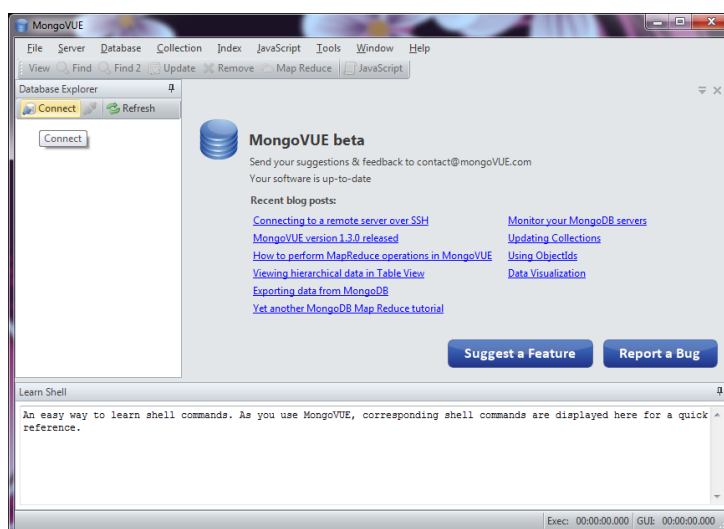 MongoVUE
File Server Database Collection Index JavaScript Tools Window Help
View Find Find 2 Update Remove Map Reduce JavaScript
Database Explorer
Connect Refresh
Connect
MongoVUE beta
Send your suggestions & feedback to contact@mongoVUE.com
Your software is up-to-date
Recent blog posts:
Connecting to a remote server over SSH
MongoVUE version 1.3.0 released
How to perform MapReduce operations in MongoVUE
Viewing hierarchical data in Table View
Exporting data from MongoDB
Yet another MongoDB Map Reduce tutorial
Monitor your MongoDB servers
Updating Collections
Using ObjectIds
Data Visualization
Suggest a Feature Report a Bug
Learn Shell
An easy way to learn shell commands. As you use MongoVUE, corresponding shell commands are displayed here for a quick
reference.
Exec: 00:00:00.000 GUI: 00:00:00.000